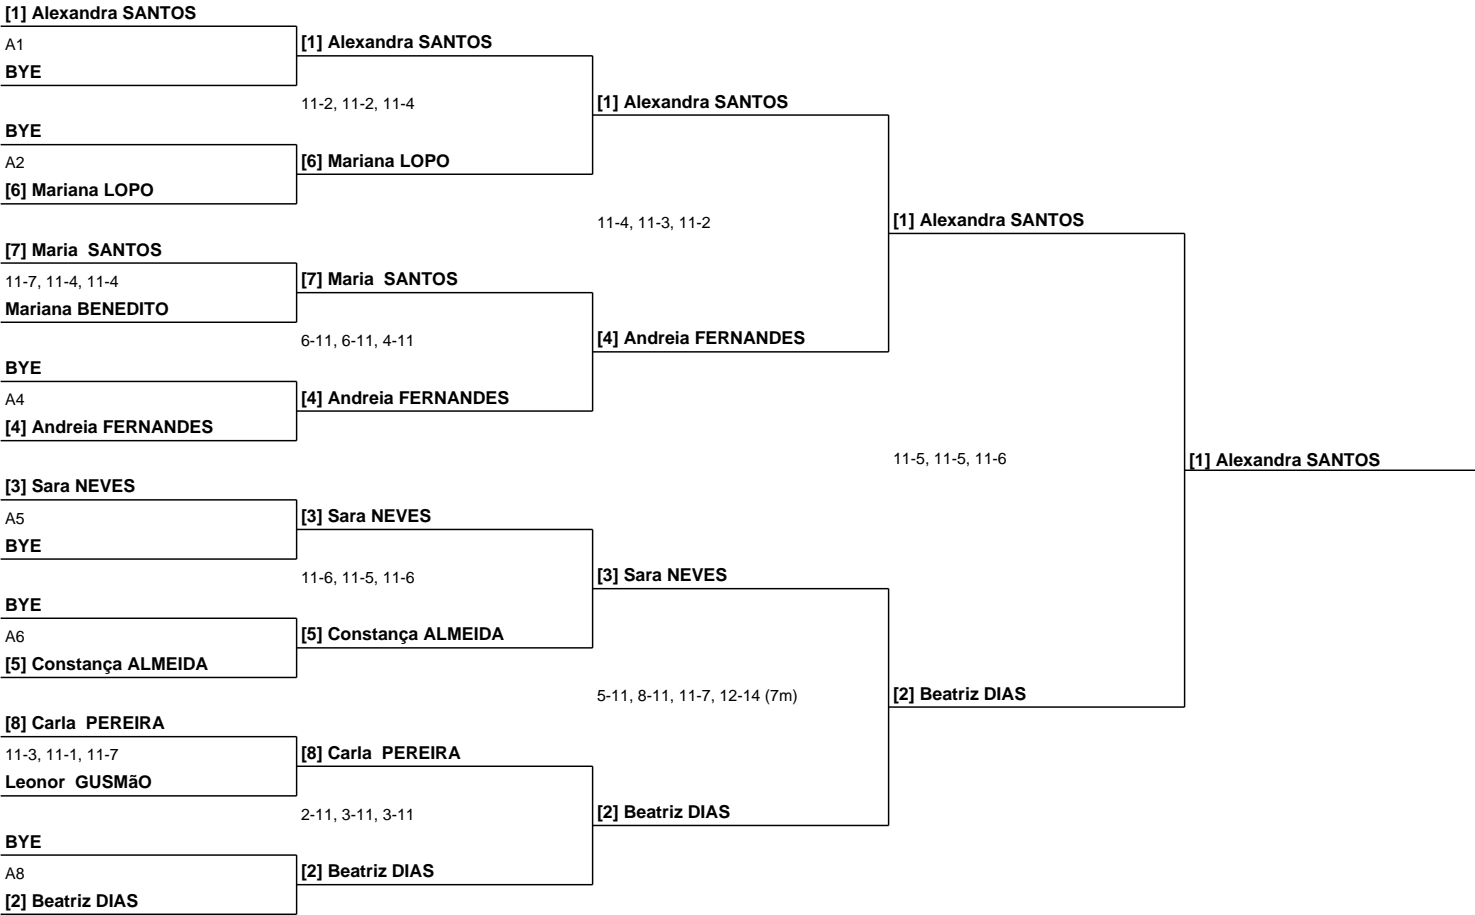 [1] Alexandra SANTOS
A1
[1] Alexandra SANTOS
BYE
11-2, 11-2, 11-4
[1] Alexandra SANTOS
BYE
A2
[6] Mariana LOPO
[6] Mariana LOPO
11-4, 11-3, 11-2
[1] Alexandra SANTOS
[7] Maria  SANTOS
11-7, 11-4, 11-4
[7] Maria  SANTOS
Mariana BENEDITO
6-11, 6-11, 4-11
[4] Andreia FERNANDES
BYE
A4
[4] Andreia FERNANDES
[4] Andreia FERNANDES
11-5, 11-5, 11-6
[1] Alexandra SANTOS
[3] Sara NEVES
A5
[3] Sara NEVES
BYE
11-6, 11-5, 11-6
[3] Sara NEVES
BYE
A6
[5] Constança ALMEIDA
[5] Constança ALMEIDA
5-11, 8-11, 11-7, 12-14 (7m)
[2] Beatriz DIAS
[8] Carla  PEREIRA
11-3, 11-1, 11-7
[8] Carla  PEREIRA
Leonor  GUSMãO
2-11, 3-11, 3-11
[2] Beatriz DIAS
BYE
A8
[2] Beatriz DIAS
[2] Beatriz DIAS